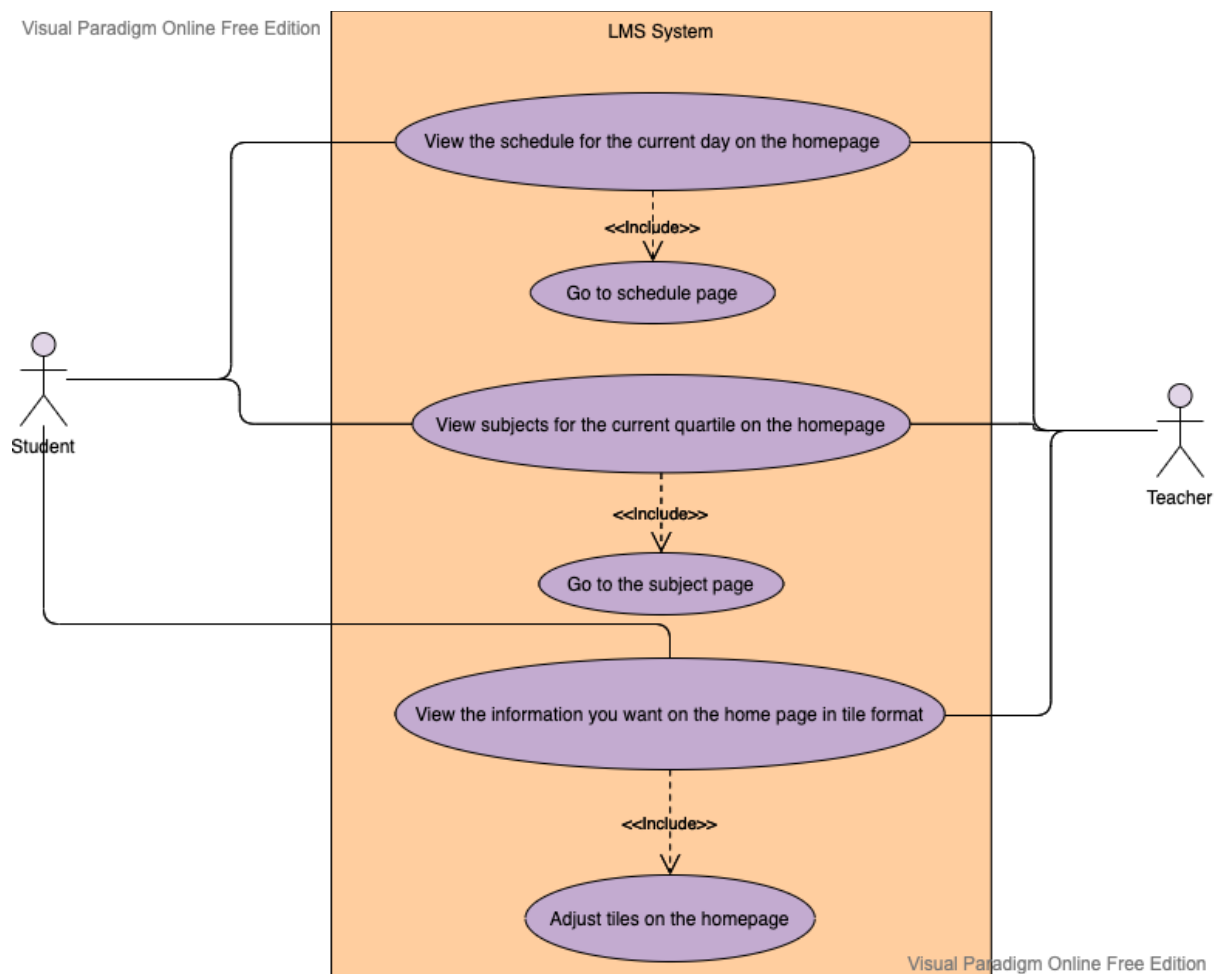 Visual Paradigm Online Free Edition
LMS System
View the schedule for the current day on the homepage
<<Include>>
Go to schedule page
View subjects for the current quartile on the homepage
Student
Teacher
<<Include>>
Go to the subject page
View the information you want on the home page in tile format
<<Include>>
Adjust tiles on the homepage
Visual Paradigm Online Free Edition